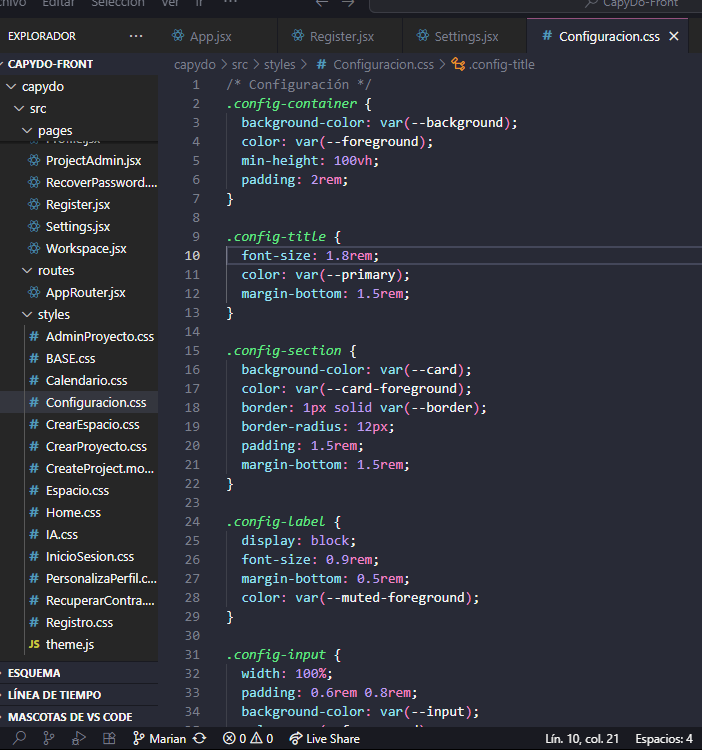 Editar
Selección
Ver
Ir
CapyDo-Front
EXPLORADOR
App.jsx
Register.jsx
Settings.jsx
# Configuracion.css
CAPYDO-FRONT
capydo
src
pages
ProjectAdmin.jsx
RecoverPassword....
Register.jsx
Settings.jsx
Workspace.jsx
routes
AppRouter.jsx
styles
# AdminProyecto.css
# BASE.css
# Calendario.css
# Configuracion.css
# CrearEspacio.css
# CrearProyecto.css
# CreateProject.mo...
# Espacio.css
# Home.css
# IA.css
# InicioSesion.css
# PersonalizaPerfil.c...
# RecuperarContra....
# Registro.css
JS theme.js
ESQUEMA
LÍNEA DE TIEMPO
MASCOTAS DE VS CODE
capydo > src > styles > # Configuracion.css > .config-title
1 /* Configuración */
2 .config-container {
3 background-color: var(--background);
4 color: var(--foreground);
5 min-height: 100vh;
6 padding: 2rem;
7 }
8
9 .config-title {
10 font-size: 1.8rem;
11 color: var(--primary);
12 margin-bottom: 1.5rem;
13 }
14
15 .config-section {
16 background-color: var(--card);
17 color: var(--card-foreground);
18 border: 1px solid var(--border);
19 border-radius: 12px;
20 padding: 1.5rem;
21 margin-bottom: 1.5rem;
22 }
23
24 .config-label {
25 display: block;
26 font-size: 0.9rem;
27 margin-bottom: 0.5rem;
28 color: var(--muted-foreground);
29 }
30
31 .config-input {
32 width: 100%;
33 padding: 0.6rem 0.8rem;
34 background-color: var(--input);
Marian
0
0
Live Share
Lín. 10, col. 21
Espacios: 4